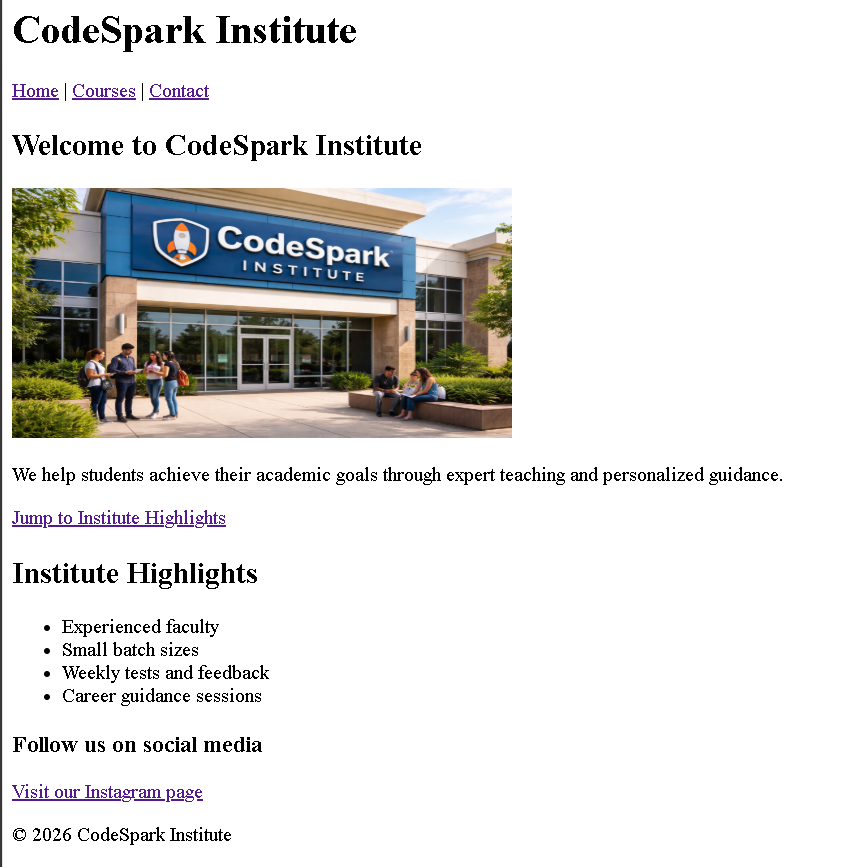 CodeSpark Institute
Home | Courses | Contact
Welcome to CodeSpark Institute
CodeSpark
INSTITUTE
We help students achieve their academic goals through expert teaching and personalized guidance.
Jump to Institute Highlights
Institute Highlights
• Experienced faculty
• Small batch sizes
• Weekly tests and feedback
• Career guidance sessions
Follow us on social media
Visit our Instagram page
© 2026 CodeSpark Institute